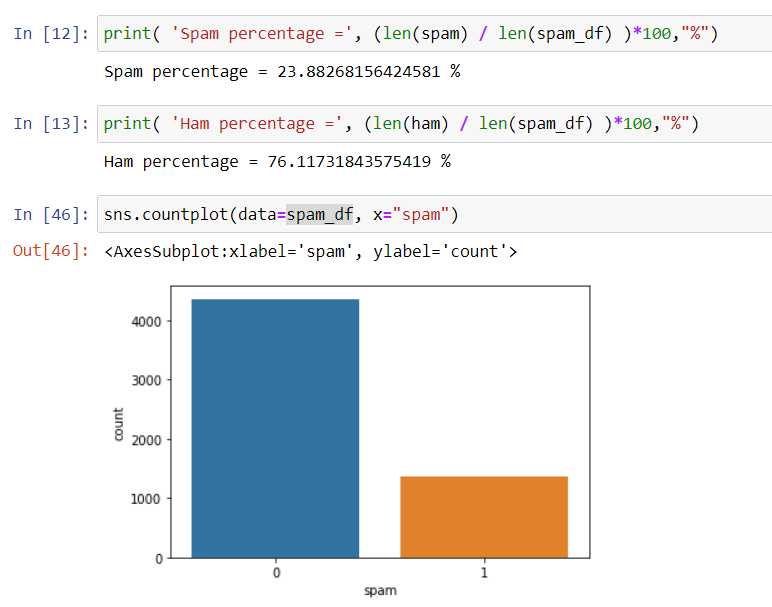 In [12]: print( 'Spam percentage =', (len(spam) / len(spam_df) )*100,"%")
Spam percentage = 23.88268156424581 %
In [13]: print( 'Ham percentage =', (len(ham) / len(spam_df) )*100,"%")
Ham percentage = 76.11731843575419 %
In [46]: sns.countplot(data=spam_df, x="spam")
Out[46]: <AxesSubplot:xlabel='spam', ylabel='count'>
4000
3000
2000
1000
0
count
0 1
spam